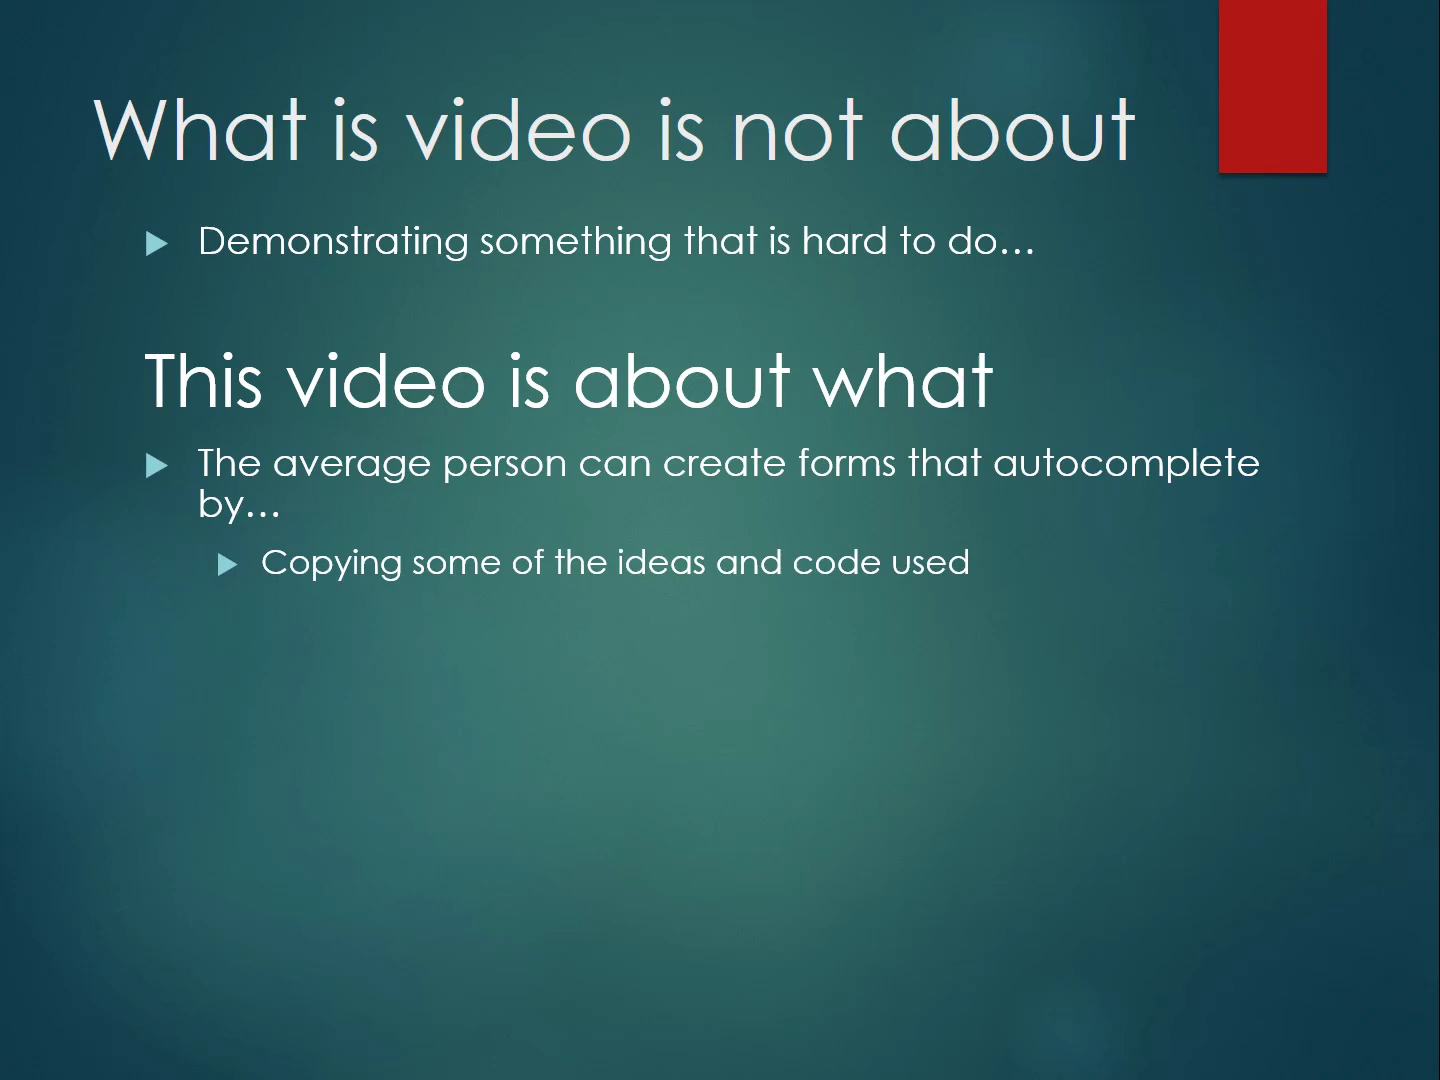 What is video is not about
Demonstrating something that is hard to do…
This video is about what
The average person can create forms that autocomplete
by…
Copying some of the ideas and code used